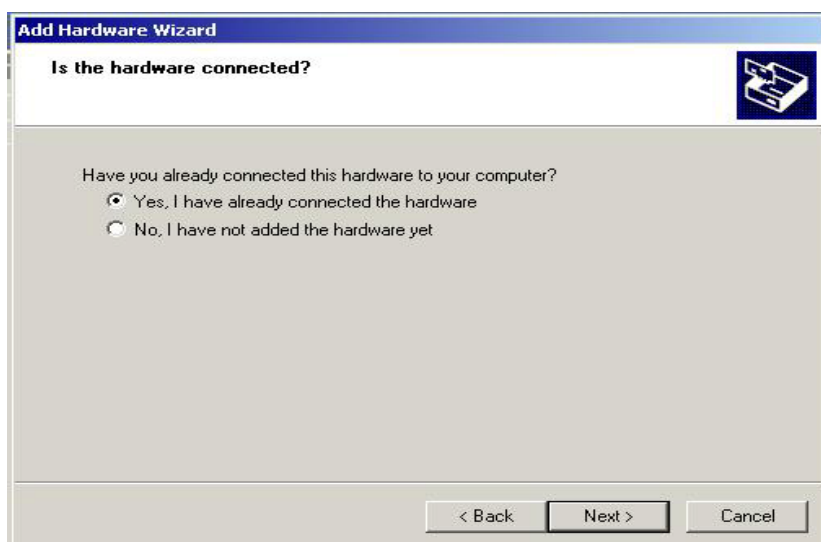 Add Hardware Wizard
Is the hardware connected?
Have you already connected this hardware to your computer?
Yes, I have already connected the hardware
No, I have not added the hardware yet
< Back Next > Cancel